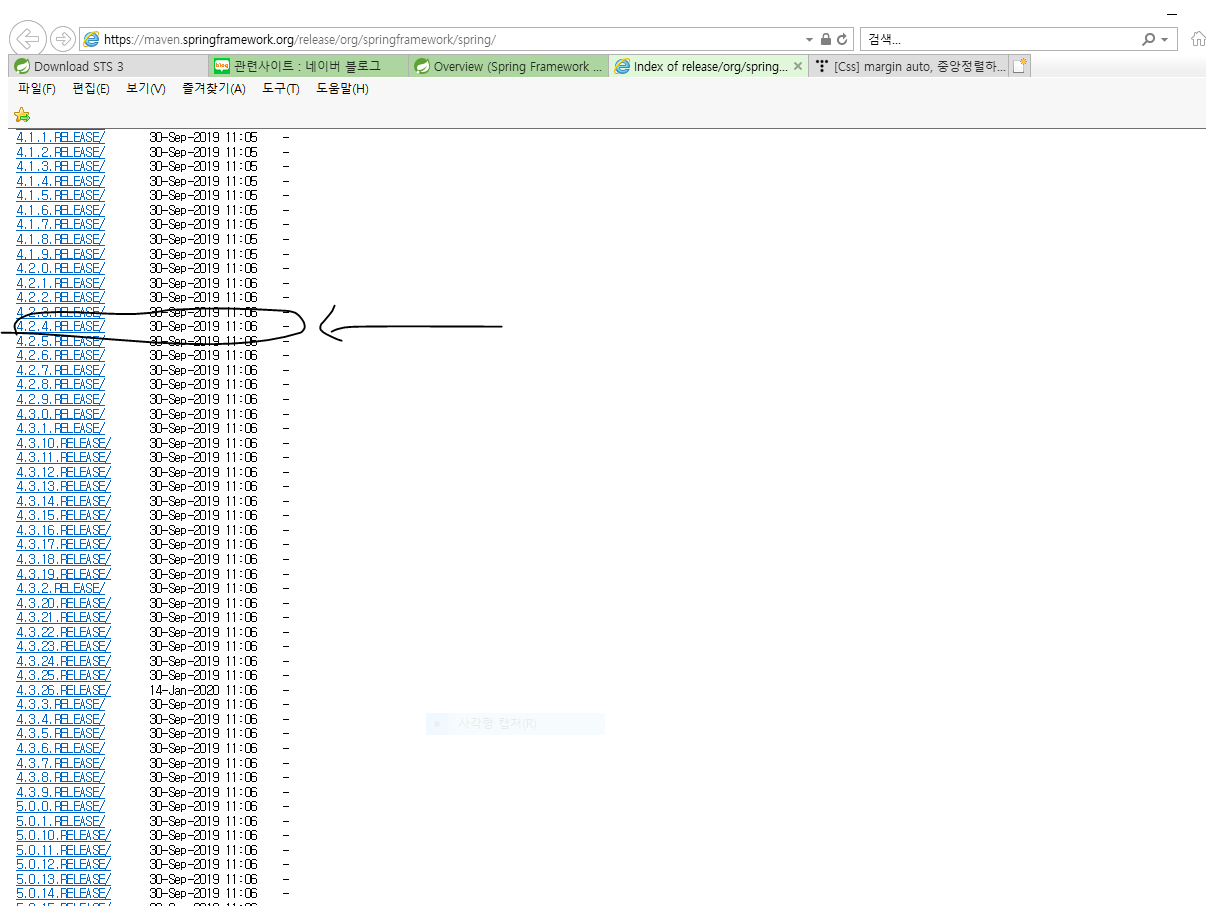 https://maven.springframework.org/release/org/springframework/spring/
검색...
Download STS 3
blog 관련사이트 : 네이버 블로그
Overview (Spring Framework ...
Index of release/org/spring...
[Css] margin auto, 중앙정렬하...
파일(F) 편집(E) 보기(V) 즐겨찾기(A) 도구(T) 도움말(H)
4.1.1.RELEASE/ 30-Sep-2019 11:05 -
4.1.2.RELEASE/ 30-Sep-2019 11:05 -
4.1.3.RELEASE/ 30-Sep-2019 11:05 -
4.1.4.RELEASE/ 30-Sep-2019 11:05 -
4.1.5.RELEASE/ 30-Sep-2019 11:05 -
4.1.6.RELEASE/ 30-Sep-2019 11:05 -
4.1.7.RELEASE/ 30-Sep-2019 11:05 -
4.1.8.RELEASE/ 30-Sep-2019 11:05 -
4.1.9.RELEASE/ 30-Sep-2019 11:05 -
4.2.0.RELEASE/ 30-Sep-2019 11:06 -
4.2.1.RELEASE/ 30-Sep-2019 11:06 -
4.2.2.RELEASE/ 30-Sep-2019 11:06 -
4.2.3.RELEASE/ 30-Sep-2019 11:06 -
4.2.4.RELEASE/ 30-Sep-2019 11:06 -
4.2.5.RELEASE/ 30-Sep-2019 11:06 -
4.2.6.RELEASE/ 30-Sep-2019 11:06 -
4.2.7.RELEASE/ 30-Sep-2019 11:06 -
4.2.8.RELEASE/ 30-Sep-2019 11:06 -
4.2.9.RELEASE/ 30-Sep-2019 11:06 -
4.3.0.RELEASE/ 30-Sep-2019 11:06 -
4.3.1.RELEASE/ 30-Sep-2019 11:06 -
4.3.10.RELEASE/ 30-Sep-2019 11:06 -
4.3.11.RELEASE/ 30-Sep-2019 11:06 -
4.3.12.RELEASE/ 30-Sep-2019 11:06 -
4.3.13.RELEASE/ 30-Sep-2019 11:06 -
4.3.14.RELEASE/ 30-Sep-2019 11:06 -
4.3.15.RELEASE/ 30-Sep-2019 11:06 -
4.3.16.RELEASE/ 30-Sep-2019 11:06 -
4.3.17.RELEASE/ 30-Sep-2019 11:06 -
4.3.18.RELEASE/ 30-Sep-2019 11:06 -
4.3.19.RELEASE/ 30-Sep-2019 11:06 -
4.3.2.RELEASE/ 30-Sep-2019 11:06 -
4.3.20.RELEASE/ 30-Sep-2019 11:06 -
4.3.21.RELEASE/ 30-Sep-2019 11:06 -
4.3.22.RELEASE/ 30-Sep-2019 11:06 -
4.3.23.RELEASE/ 30-Sep-2019 11:06 -
4.3.24.RELEASE/ 30-Sep-2019 11:06 -
4.3.25.RELEASE/ 30-Sep-2019 11:06 -
4.3.26.RELEASE/ 14-Jan-2020 11:06 -
4.3.3.RELEASE/ 30-Sep-2019 11:06 -
4.3.4.RELEASE/ 30-Sep-2019 11:06 -
사각형 캡처(R)
4.3.5.RELEASE/ 30-Sep-2019 11:06 -
4.3.6.RELEASE/ 30-Sep-2019 11:06 -
4.3.7.RELEASE/ 30-Sep-2019 11:06 -
4.3.8.RELEASE/ 30-Sep-2019 11:06 -
4.3.9.RELEASE/ 30-Sep-2019 11:06 -
5.0.0.RELEASE/ 30-Sep-2019 11:06 -
5.0.1.RELEASE/ 30-Sep-2019 11:06 -
5.0.10.RELEASE/ 30-Sep-2019 11:06 -
5.0.11.RELEASE/ 30-Sep-2019 11:06 -
5.0.12.RELEASE/ 30-Sep-2019 11:06 -
5.0.13.RELEASE/ 30-Sep-2019 11:06 -
5.0.14.RELEASE/ 30-Sep-2019 11:06 -